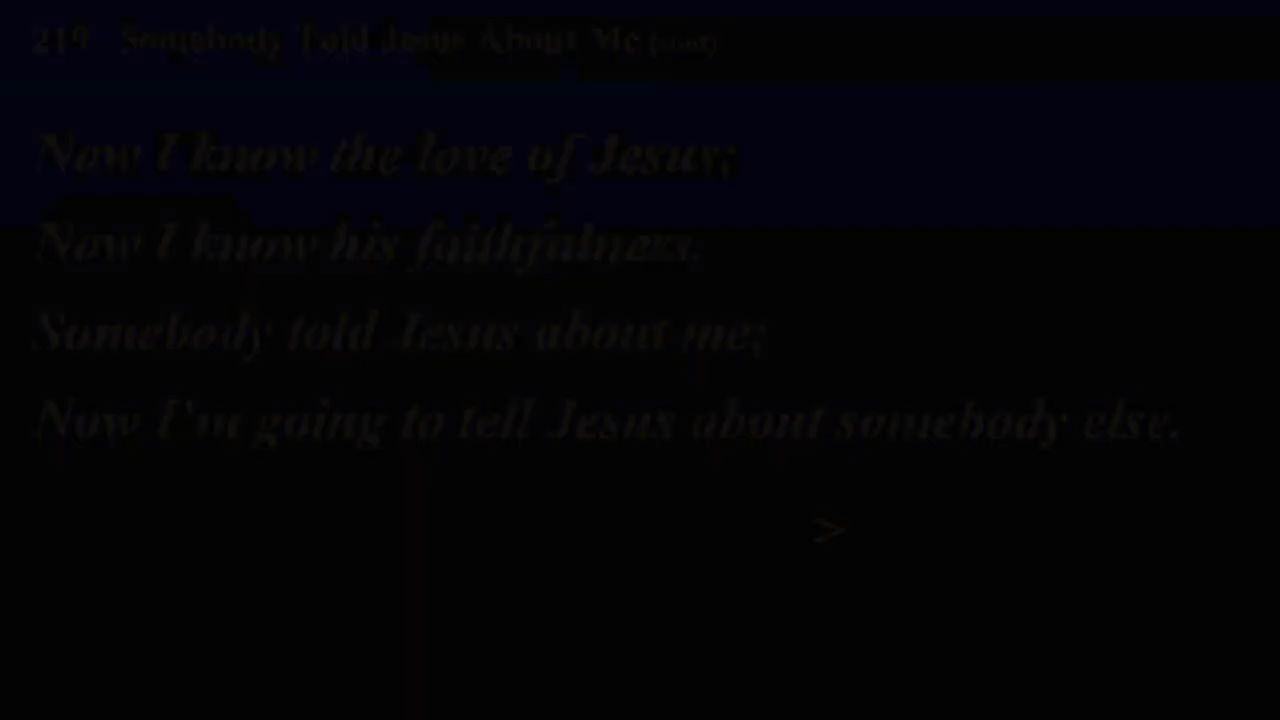 219 Somebody Told Jesus About Me (cont)
Now I know the love of Jesus;
Now I know his faithfulness.
Somebody told Jesus about me;
Now I'm going to tell Jesus about somebody else.
>